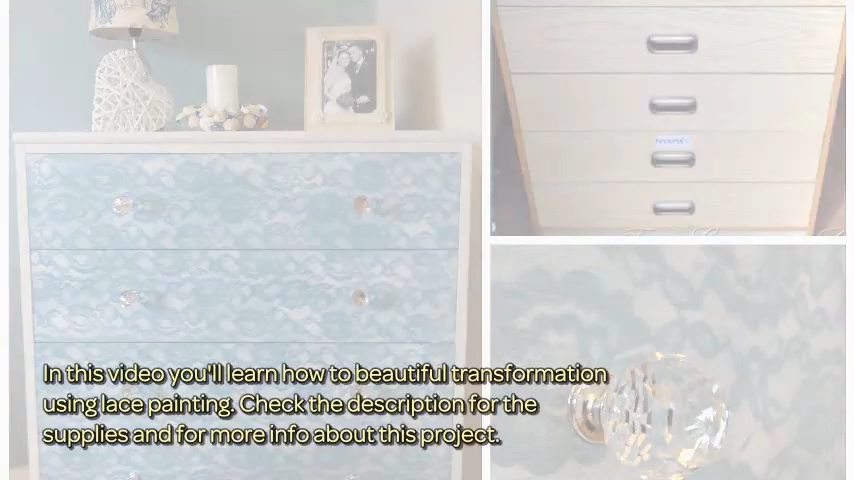 In this video you'll learn how to beautiful transformation
using lace painting. Check the description for the
supplies and for more info about this project.